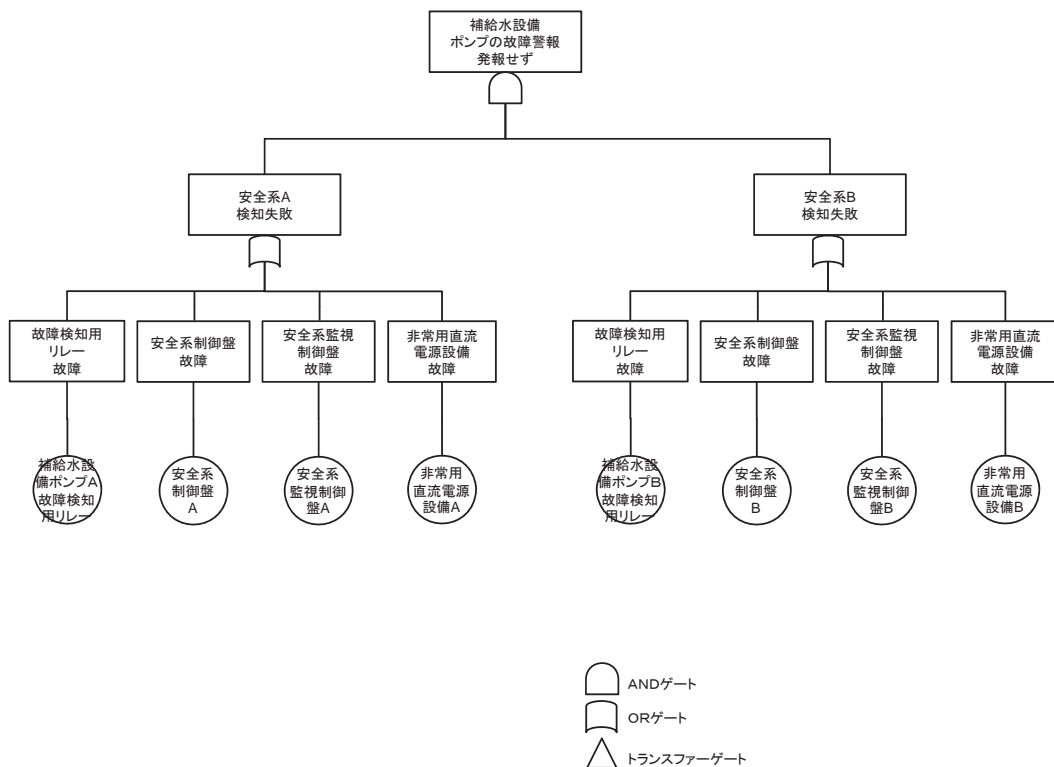 補給水設備
ポンプの故障警報
発報せず
安全系A
検知失敗
安全系B
検知失敗
故障検知用
リレー
故障
安全系制御盤
故障
安全系監視
制御盤
故障
非常用直流
電源設備
故障
故障検知用
リレー
故障
安全系制御盤
故障
安全系監視
制御盤
故障
非常用直流
電源設備
故障
補給水設
備ポンプA
故障検知
用リレー
安全系
制御盤
A
安全系
監視制御
盤A
非常用
直流電源
設備A
補給水設
備ポンプB
故障検知
用リレー
安全系
制御盤
B
安全系
監視制御
盤B
非常用
直流電源
設備B
ANDゲート
ORゲート
トランスファーゲート